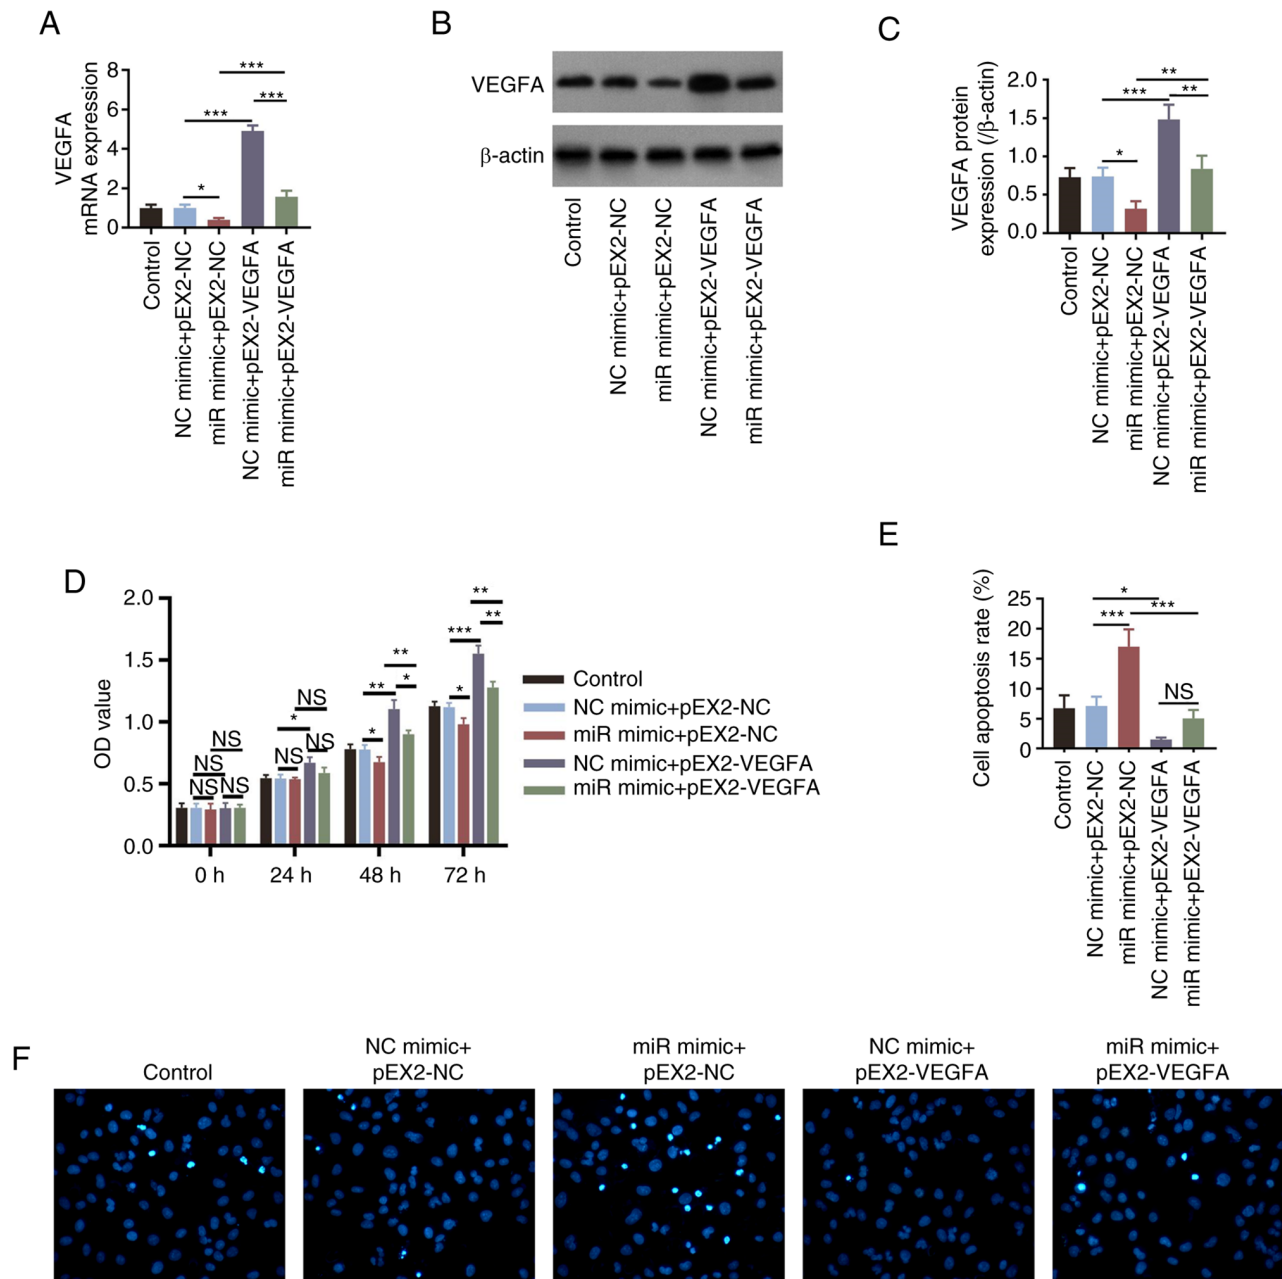 A
VEGFA
mRNA expression
8
6
4
2
0
***
***
***
*
Control
NC mimic+pEX2-NC
miR mimic+pEX2-NC
NC mimic+pEX2-VEGFA
miR mimic+pEX2-VEGFA
B
VEGFA
β-actin
Control
NC mimic+pEX2-NC
miR mimic+pEX2-NC
NC mimic+pEX2-VEGFA
miR mimic+pEX2-VEGFA
C
VEGFA protein
expression (/β-actin)
2.0
1.5
1.0
0.5
0.0
**
***
**
*
Control
NC mimic+pEX2-NC
miR mimic+pEX2-NC
NC mimic+pEX2-VEGFA
miR mimic+pEX2-VEGFA
D
OD value
2.0
1.5
1.0
0.5
0.0
NS
NS
NS
NS
NS
*
NS
NS
**
**
*
*
**
**
***
*
0 h
24 h
48 h
72 h
Control
NC mimic+pEX2-NC
miR mimic+pEX2-NC
NC mimic+pEX2-VEGFA
miR mimic+pEX2-VEGFA
E
Cell apoptosis rate (%)
25
20
15
10
5
0
*
***
***
NS
Control
NC mimic+pEX2-NC
miR mimic+pEX2-NC
NC mimic+pEX2-VEGFA
miR mimic+pEX2-VEGFA
F
Control
NC mimic+
pEX2-NC
miR mimic+
pEX2-NC
NC mimic+
pEX2-VEGFA
miR mimic+
pEX2-VEGFA